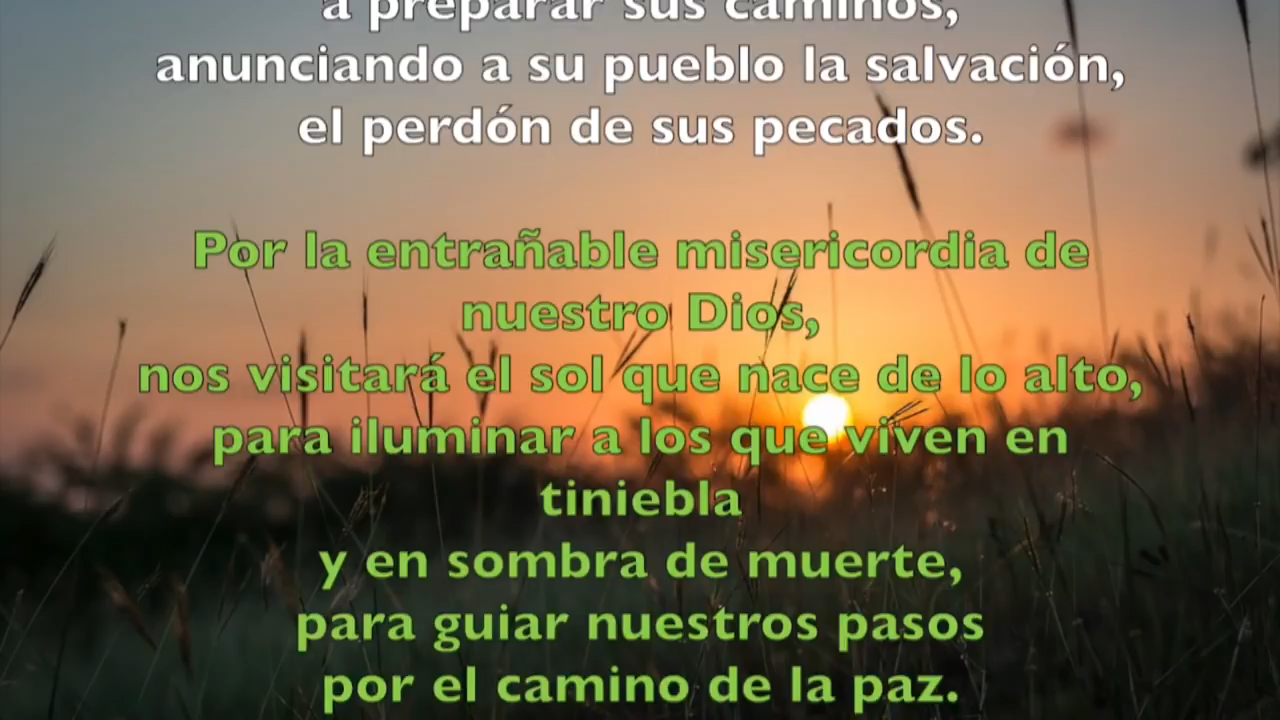 a preparar sus caminos,
anunciando a su pueblo la salvación,
el perdón de sus pecados.
Por la entrañable misericordia de
nuestro Dios,
nos visitará el sol que nace de lo alto,
para iluminar a los que viven en
tiniebla
y en sombra de muerte,
para guiar nuestros pasos
por el camino de la paz.